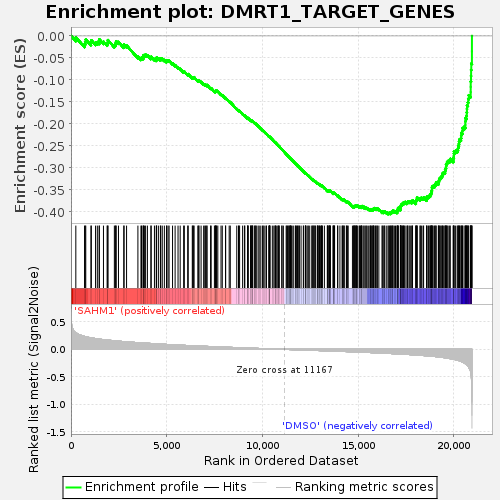 Enrichment plot: DMRT1_TARGET_GENES
Enrichment score (ES)
0.00
-0.05
-0.10
-0.15
-0.20
-0.25
-0.30
-0.35
-0.40
'SAHM1' (positively correlated)
Ranked list metric (Signal2Noise)
0.5
0.0
-0.5
-1.0
-1.5
Zero cross at 11167
'DMSO' (negatively correlated)
0
5,000
10,000
15,000
20,000
Rank in Ordered Dataset
Enrichment profile
Hits
Ranking metric scores